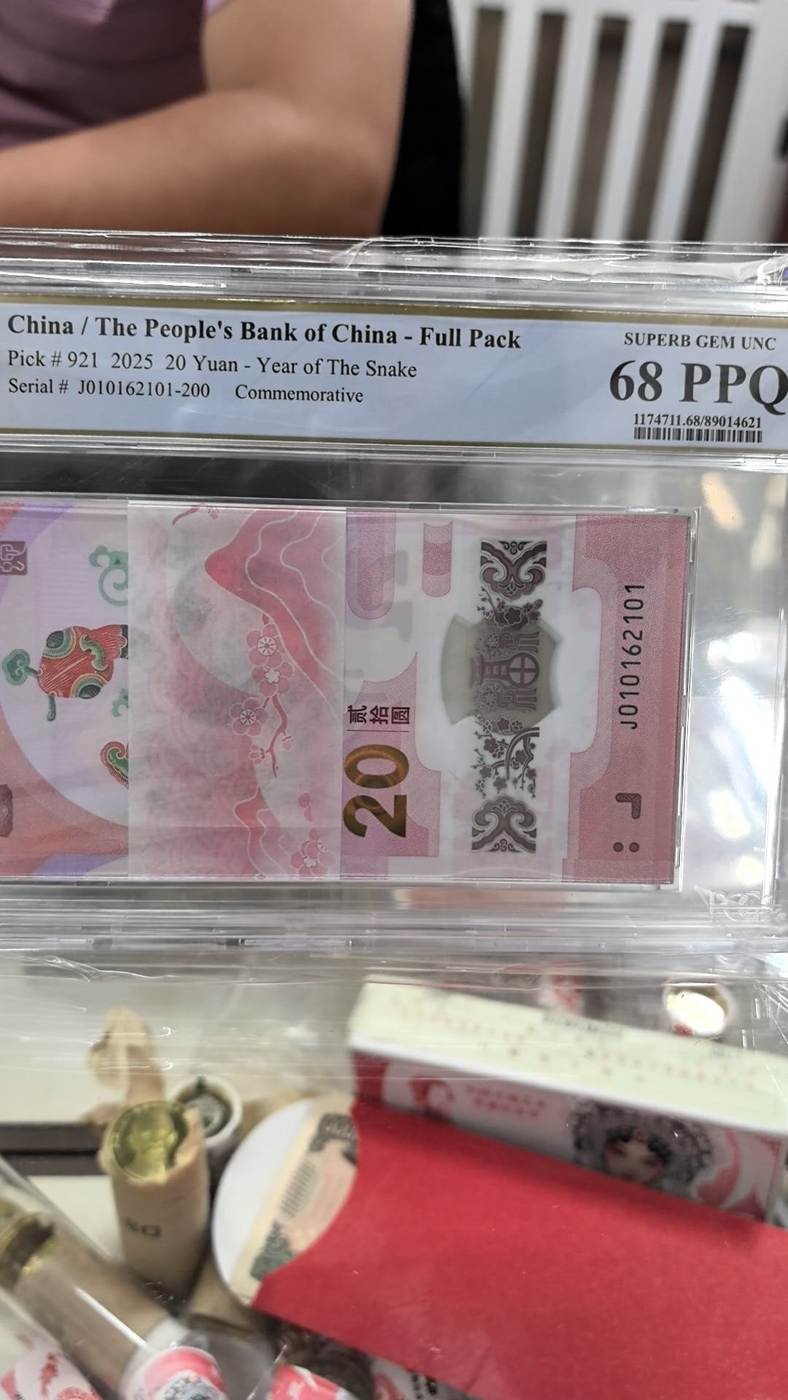 China / The People's Bank of China - Full Pack
Pick # 921 2025 20 Yuan - Year of The Snake
Serial # J010162101-200 Commemorative
SUPERB GEM UNC
68 PPQ
1174711.68/89014621
贰拾圆
20
J010162101